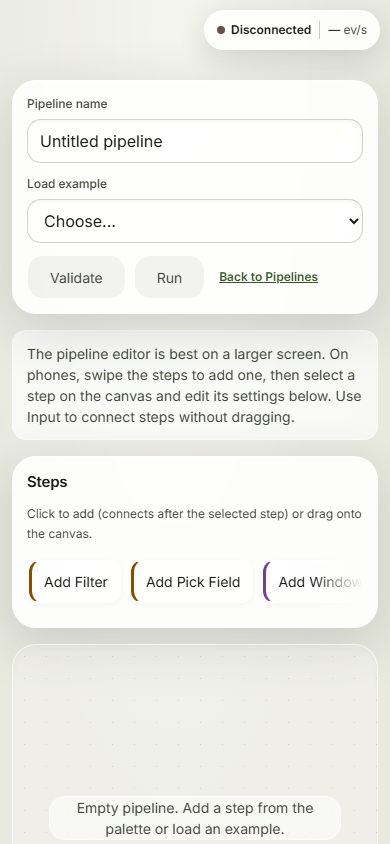 Disconnected
— ev/s
Pipeline name
Untitled pipeline
Load example
Choose...
Validate
Run
Back to Pipelines
The pipeline editor is best on a larger screen. On
phones, swipe the steps to add one, then select a
step on the canvas and edit its settings below. Use
Input to connect steps without dragging.
Steps
Click to add (connects after the selected step) or drag onto
the canvas.
Add Filter
Add Pick Field
Add Window
Empty pipeline. Add a step from the
palette or load an example.